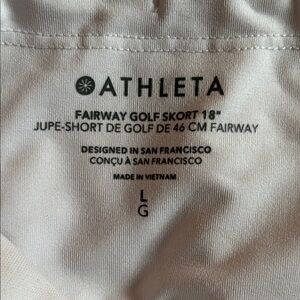 ATHLETA
FAIRWAY GOLF SKORT 18"
JUPE-SHORT DE GOLF DE 46 CM FAIRWAY
DESIGNED IN SAN FRANCISCO
CONÇU À SAN FRANCISCO
MADE IN VIETNAM
L
G